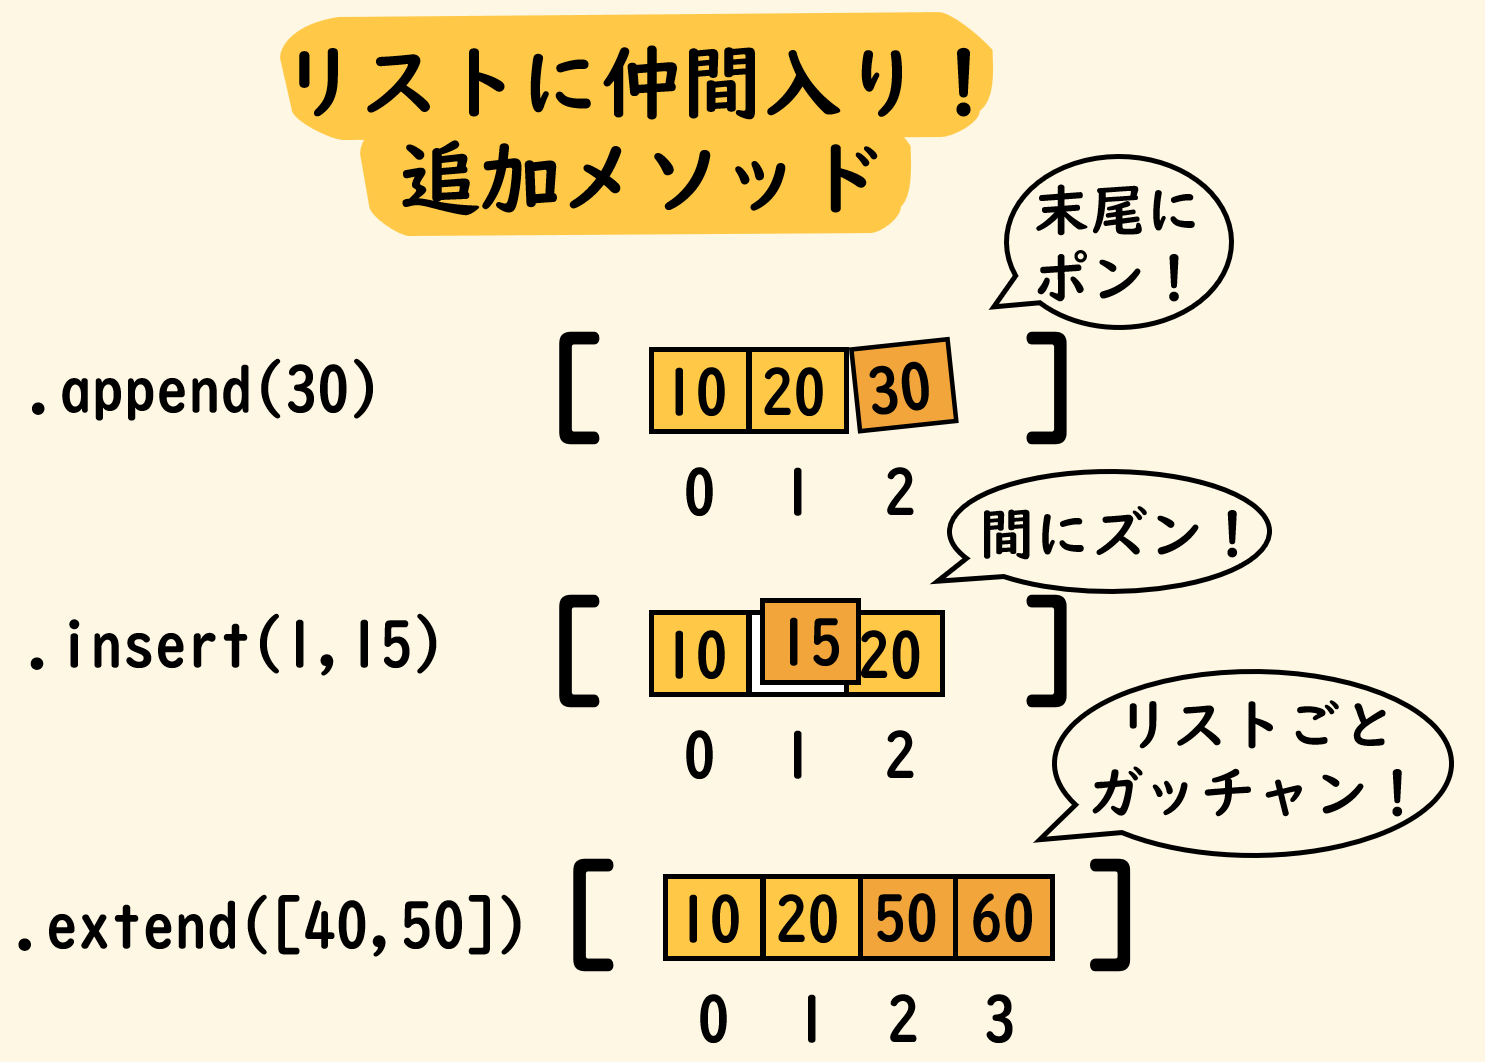 リストに仲間入り！
追加メソッド
末尾に
ポン！
.append(30)
[ 10 20 30 ]
0 1 2
間にズン！
.insert(1,15)
[ 10 15 20 ]
0 1 2
リストごと
ガッチャン！
.extend([40,50])
[ 10 20 50 60 ]
0 1 2 3